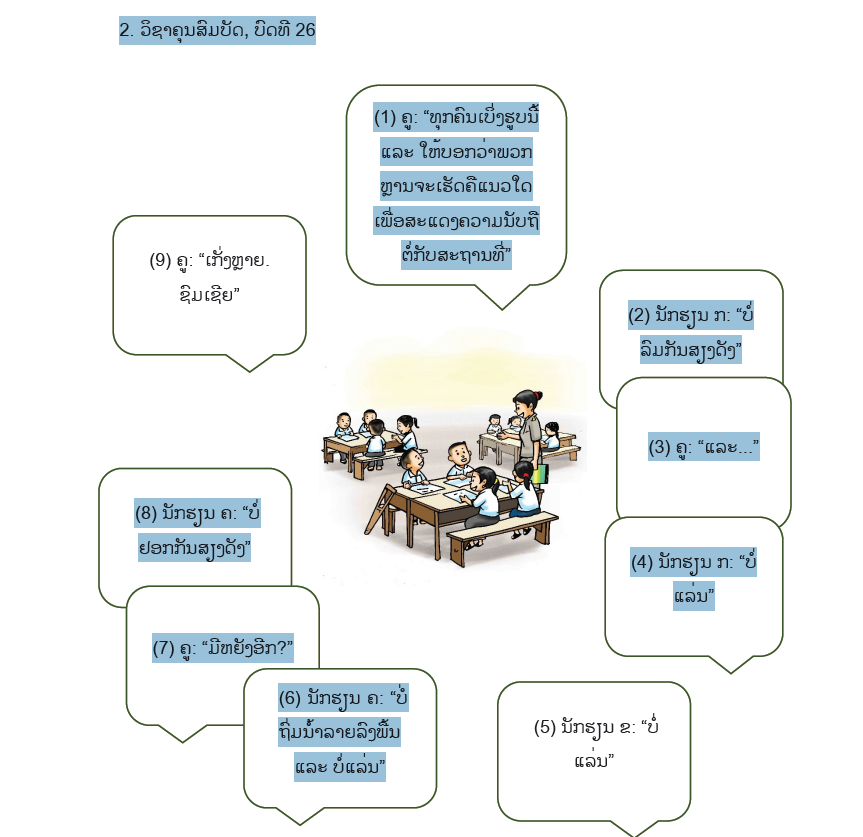 2. ວິຊາຄຸນສົມບັດ, ບົດທີ 26
(1) ຄູ: “ທຸກຄົນເບິ່ງຮູບນີ້
ແລະ ໃຫ້ບອກວ່າພວກ
ຫຼານຈະເຮັດຄືແນວໃດ
ເພື່ອສະແດງຄວາມນັບຖື
ຕໍ່ກັບສະຖານທີ່”
(2) ນັກຮຽນ ກ: “ບໍ່
ລົມກັນສຽງດັງ”
(3) ຄູ: “ແລະ...”
(4) ນັກຮຽນ ກ: “ບໍ່
ແລ່ນ”
(5) ນັກຮຽນ ຂ: “ບໍ່
ແລ່ນ”
(6) ນັກຮຽນ ຄ: “ບໍ່
ຖົ່ມນ້ຳລາຍລົງພື້ນ
ແລະ ບໍ່ແລ່ນ”
(7) ຄູ: “ມີຫຍັງອີກ?”
(8) ນັກຮຽນ ຄ: “ບໍ່
ຢອກກັນສຽງດັງ”
(9) ຄູ: “ເກັ່ງຫຼາຍ.
ຊົມເຊີຍ”